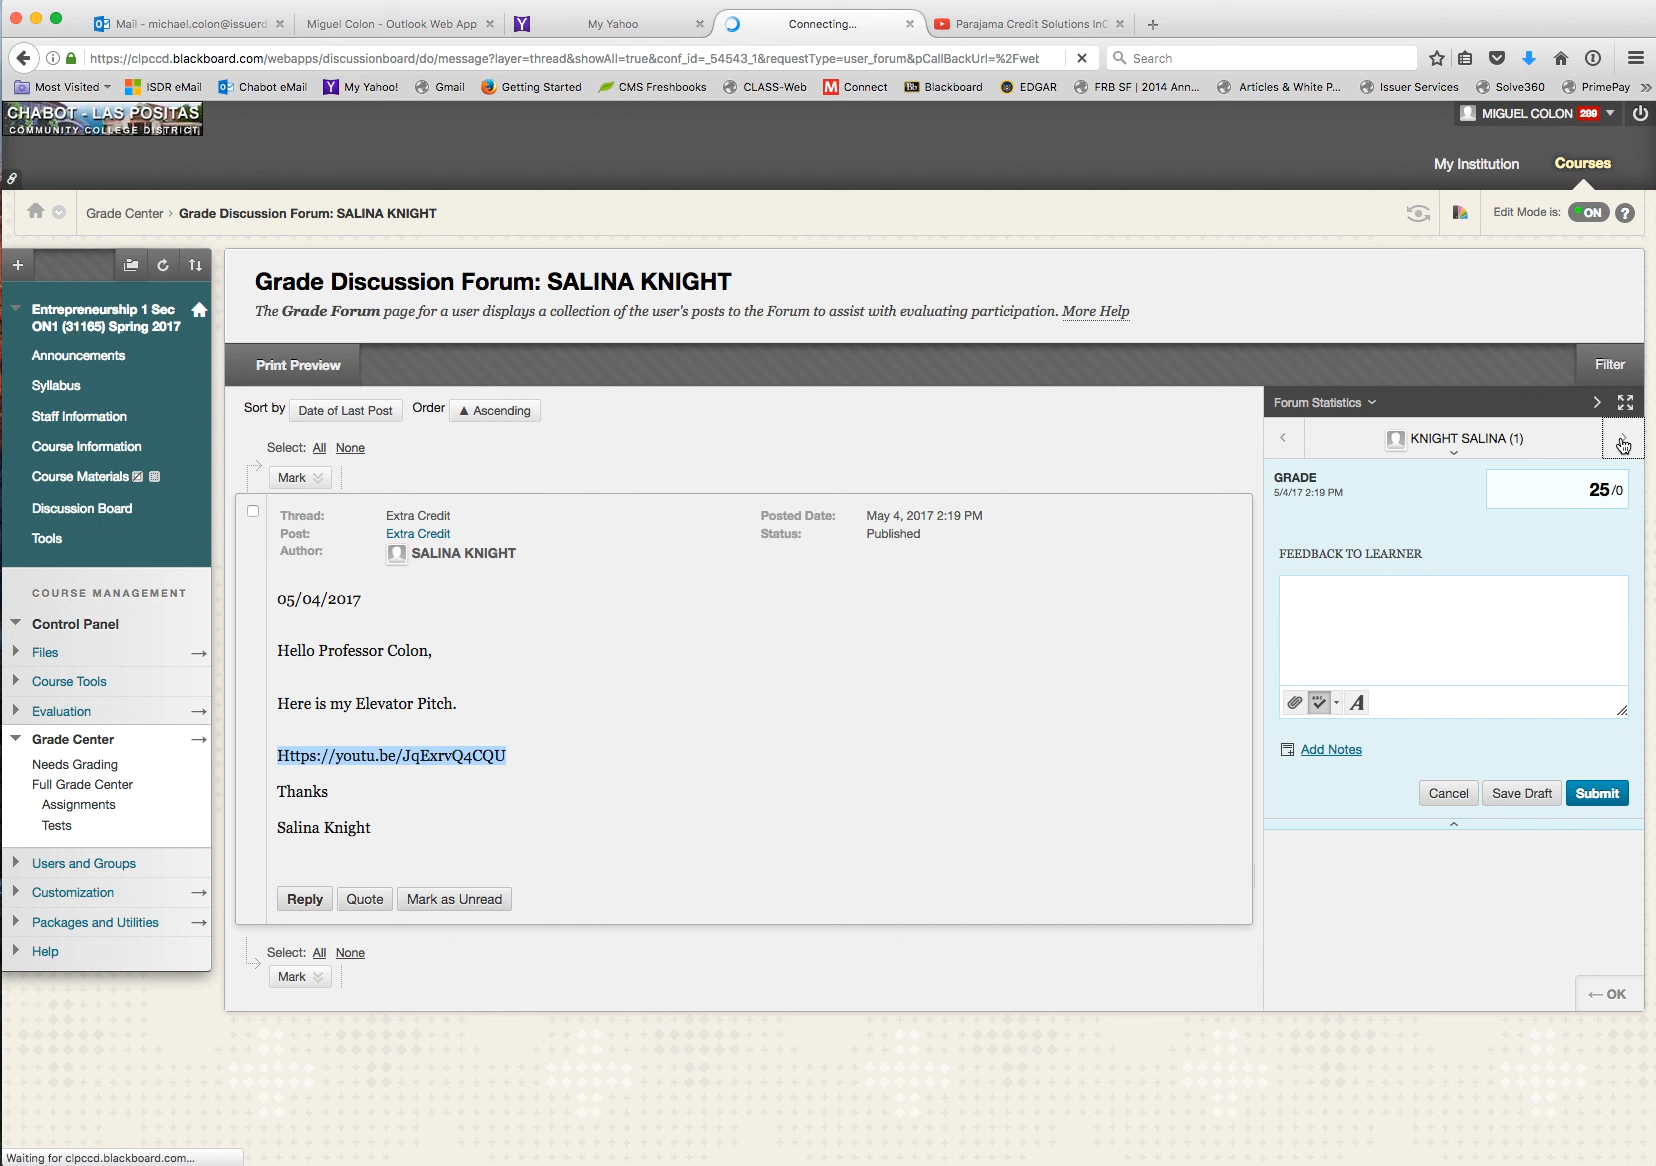 Mail - michael.colon@issuerd
Miguel Colon - Outlook Web App
My Yahoo
Connecting...
Parajama Credit Solutions InC
https://clpccd.blackboard.com/webapps/discussionboard/do/message?layer=thread&showAll=true&conf_id=_54543_1&requestType=user_forum&pCallBackUrl=%2Fwet
Search
Most Visited
ISDR eMail
Chabot eMail
My Yahoo!
Gmail
Getting Started
CMS Freshbooks
CLASS-Web
Connect
Blackboard
EDGAR
FRB SF | 2014 Ann...
Articles & White P...
Issuer Services
Solve360
PrimePay
CHABOT - LAS POSITAS
COMMUNITY COLLEGE DISTRICT
MIGUEL COLON 289
My Institution
Courses
Grade Center > Grade Discussion Forum: SALINA KNIGHT
Edit Mode is: ON ?
Entrepreneurship 1 Sec
ON1 (31165) Spring 2017
Announcements
Syllabus
Staff Information
Course Information
Course Materials
Discussion Board
Tools
COURSE MANAGEMENT
Control Panel
Files
Course Tools
Evaluation
Grade Center
Needs Grading
Full Grade Center
Assignments
Tests
Users and Groups
Customization
Packages and Utilities
Help
Grade Discussion Forum: SALINA KNIGHT
The Grade Forum page for a user displays a collection of the user's posts to the Forum to assist with evaluating participation. More Help
Print Preview
Filter
Sort by Date of Last Post Order ▲ Ascending
Select: All None
Mark
Thread: Extra Credit
Post: Extra Credit
Author: SALINA KNIGHT
Posted Date: May 4, 2017 2:19 PM
Status: Published
05/04/2017
Hello Professor Colon,
Here is my Elevator Pitch.
Https://youtu.be/JqExrvQ4CQU
Thanks
Salina Knight
Reply Quote Mark as Unread
Select: All None
Mark
Forum Statistics
KNIGHT SALINA (1)
GRADE
5/4/17 2:19 PM
25/0
FEEDBACK TO LEARNER
ABC
A
Add Notes
Cancel Save Draft Submit
← OK
Waiting for clpccd.blackboard.com...